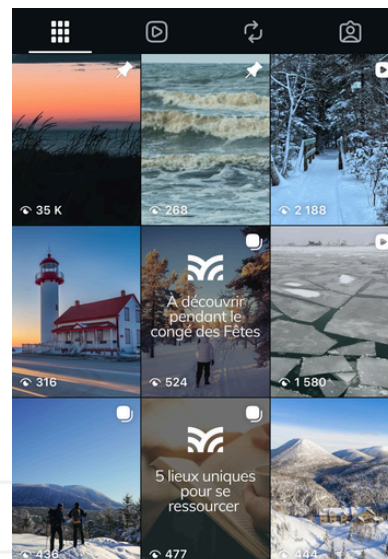 35 K
268
2 188
316
À découvrir
pendant le
congé des Fêtes
524
1 580
436
5 lieux uniques
pour se
ressourcer
477
444